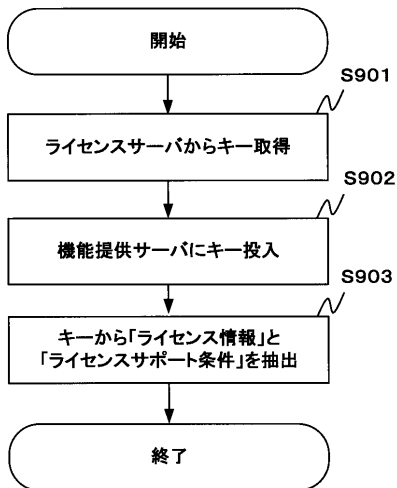 開始
S901
ライセンスサーバからキー取得
S902
機能提供サーバにキー投入
S903
キーから「ライセンス情報」と
「ライセンスサポート条件」を抽出
終了